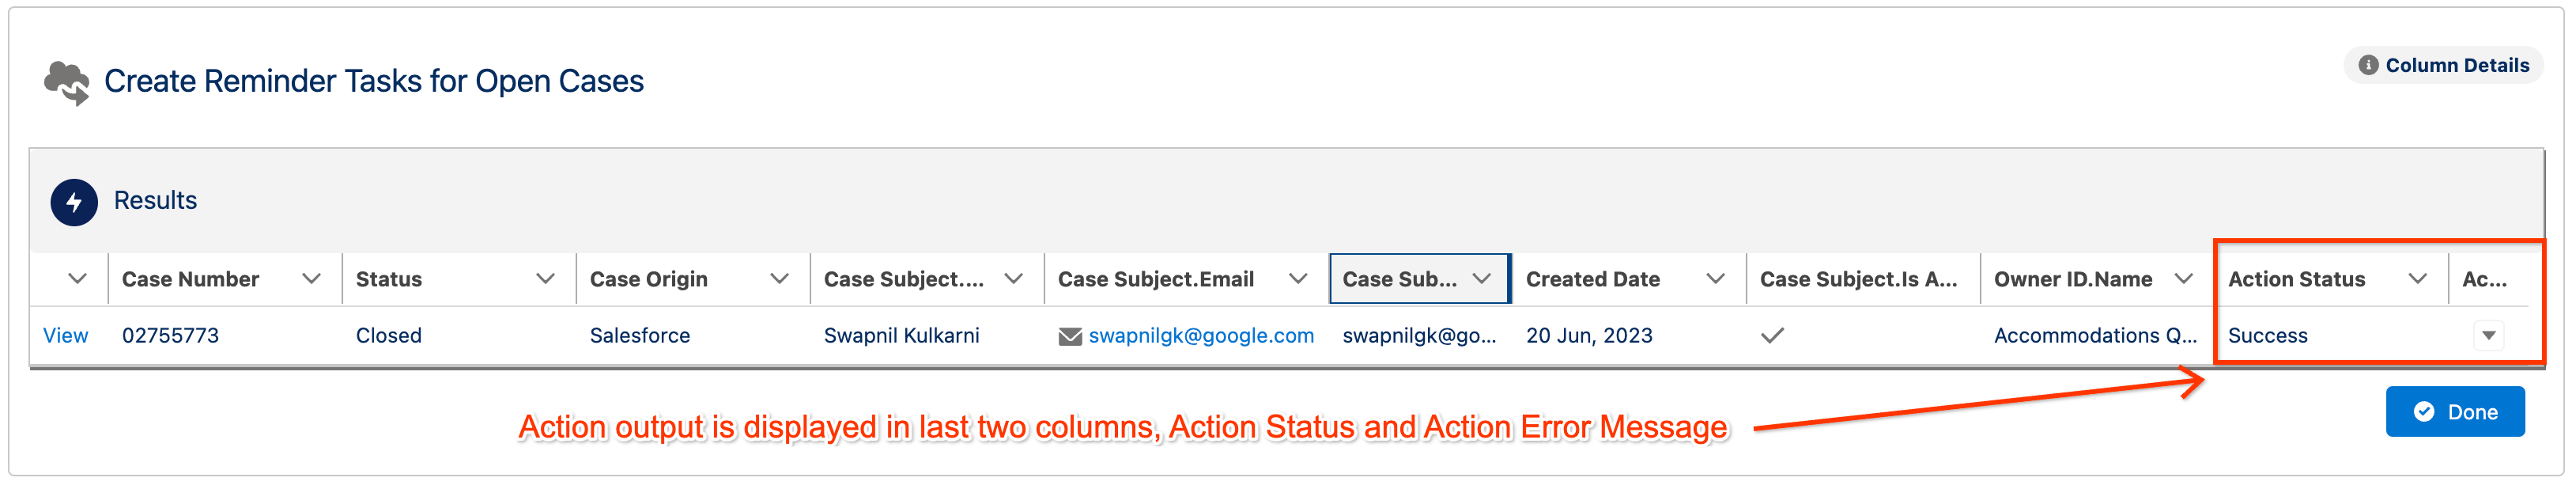 Create Reminder Tasks for Open Cases
Column Details
Results
Case Number Status Case Origin Case Subject.... Case Subject.Email Case Sub... Created Date Case Subject.Is A... Owner ID.Name Action Status Ac...
View 02755773 Closed Salesforce Swapnil Kulkarni swapnilgk@google.com swapnilgk@go... 20 Jun, 2023 Accommodations Q... Success
Action output is displayed in last two columns, Action Status and Action Error Message
Done